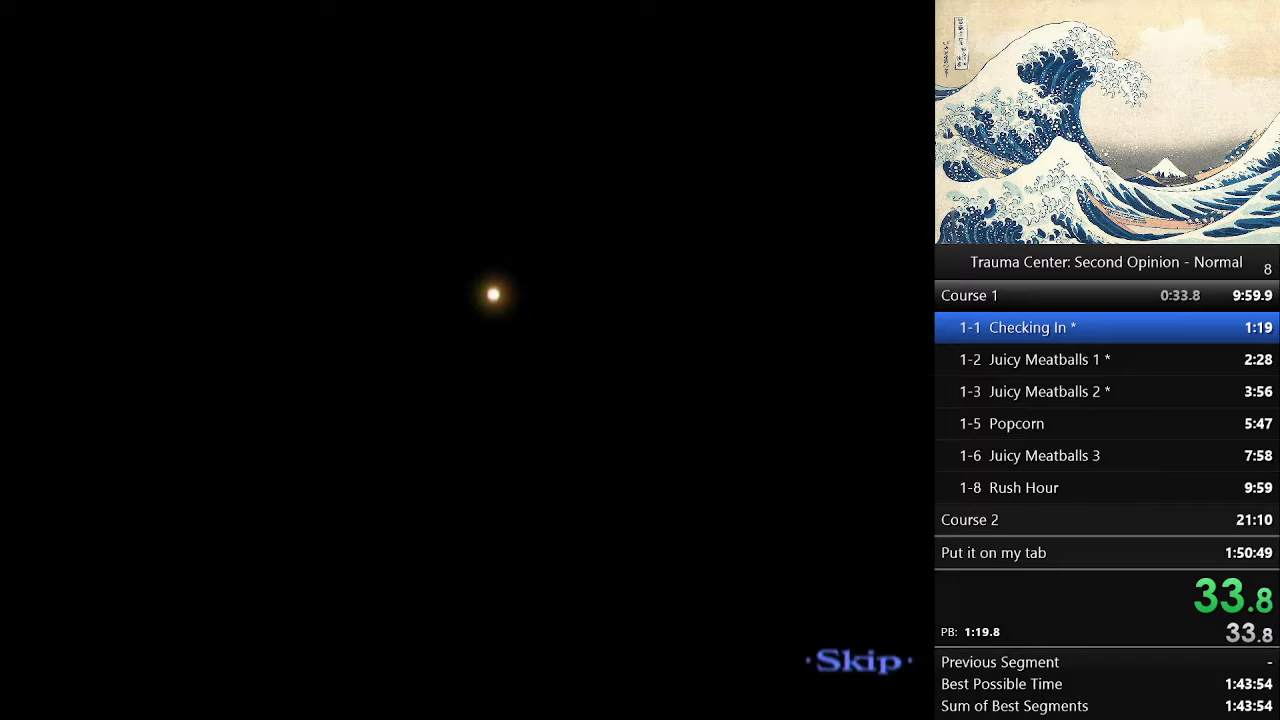 Skip
Trauma Center: Second Opinion - Normal 8
Course 1 0:33.8 9:59.9
1-1 Checking In * 1:19
1-2 Juicy Meatballs 1 * 2:28
1-3 Juicy Meatballs 2 * 3:56
1-5 Popcorn 5:47
1-6 Juicy Meatballs 3 7:58
1-8 Rush Hour 9:59
Course 2 21:10
Put it on my tab 1:50:49
33.8
PB: 1:19.8 33.8
Previous Segment -
Best Possible Time 1:43:54
Sum of Best Segments 1:43:54